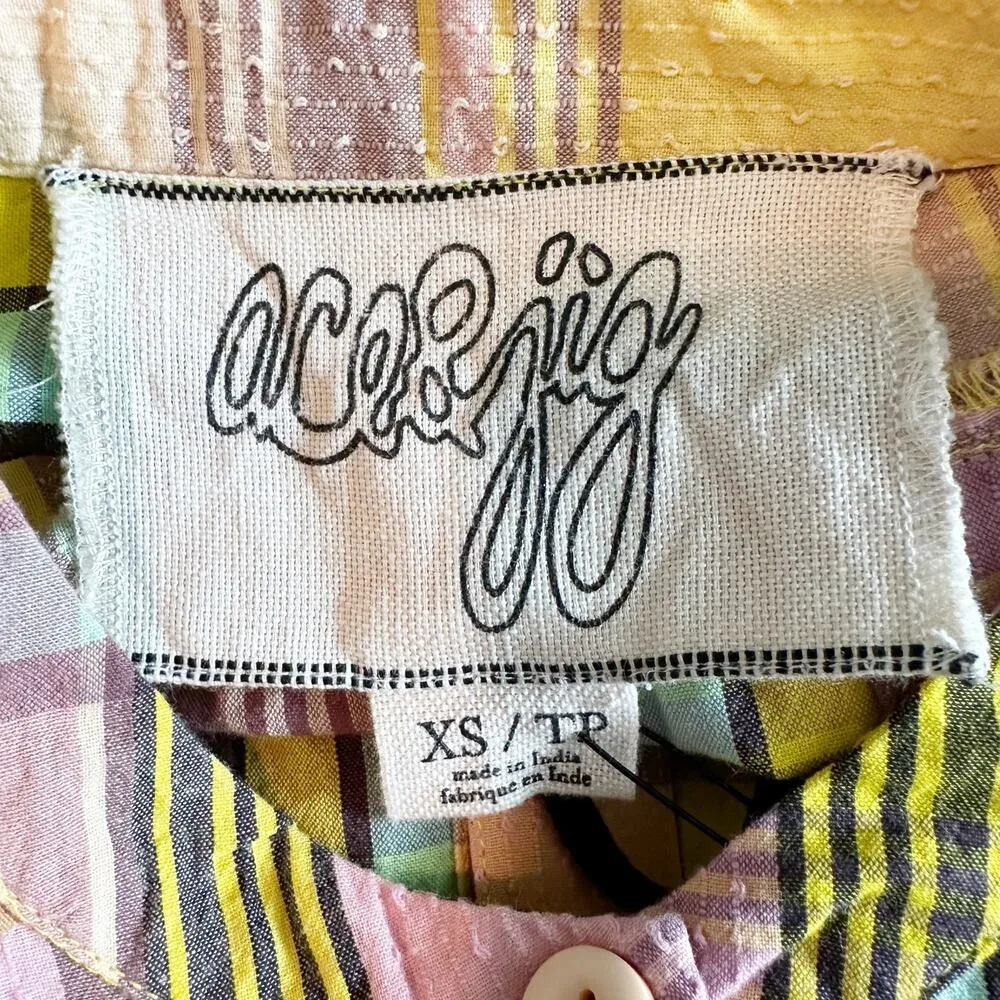 ace & jig
XS / TP
made in India
fabriqué en Inde